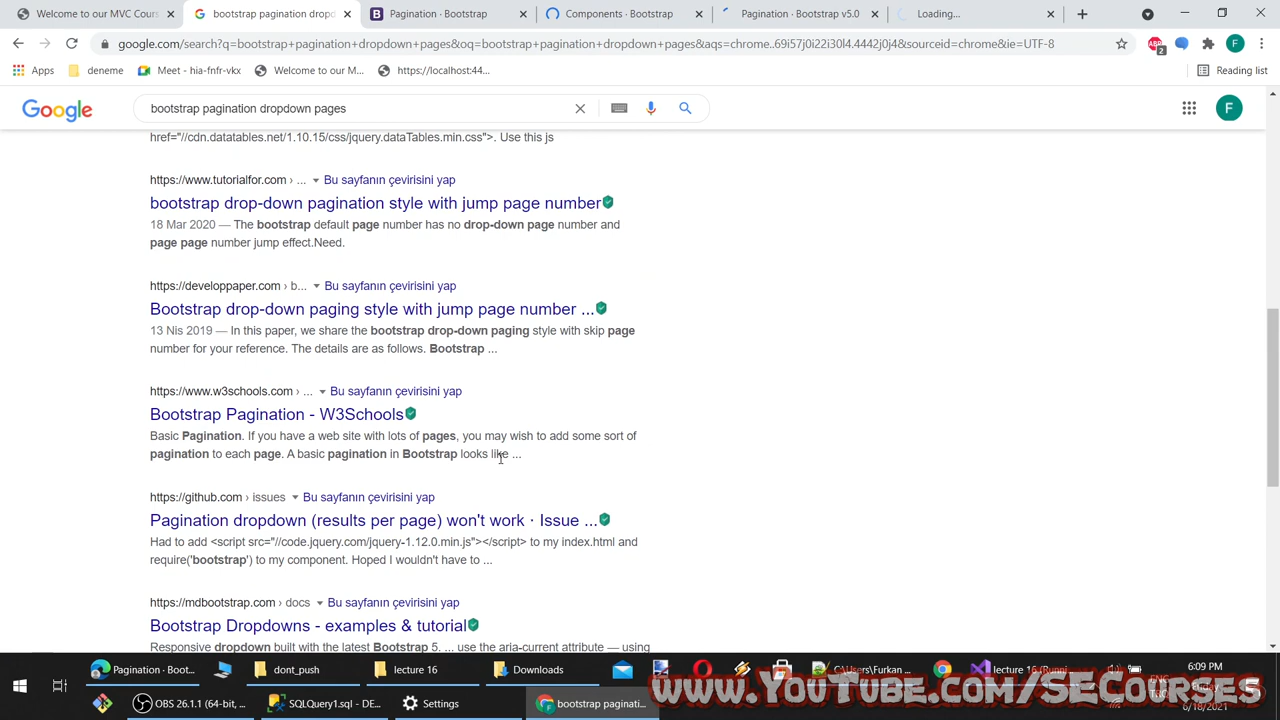 Welcome to our MVC Cours
bootstrap pagination dropd
Pagination · Bootstrap
Components · Bootstrap
Pagination · Bootstrap v5.0
Loading...
google.com/search?q=bootstrap+pagination+dropdown+pages&oq=bootstrap+pagination+dropdown+pages&aqs=chrome..69i57j0i22i30l4.4442j0j4&sourceid=chrome&ie=UTF-8
2
F
Apps
deneme
Meet - hia-fnfr-vkx
Welcome to our M...
https://localhost:44...
Reading list
Google
bootstrap pagination dropdown pages
F
href="//cdn.datatables.net/1.10.15/css/jquery.dataTables.min.css">. Use this js
https://www.tutorialfor.com › ... Bu sayfanın çevirisini yap
bootstrap drop-down pagination style with jump page number
18 Mar 2020 — The bootstrap default page number has no drop-down page number and
page page number jump effect.Need.
https://developpaper.com › b... Bu sayfanın çevirisini yap
Bootstrap drop-down paging style with jump page number ...
13 Nis 2019 — In this paper, we share the bootstrap drop-down paging style with skip page
number for your reference. The details are as follows. Bootstrap ...
https://www.w3schools.com › ... Bu sayfanın çevirisini yap
Bootstrap Pagination - W3Schools
Basic Pagination. If you have a web site with lots of pages, you may wish to add some sort of
pagination to each page. A basic pagination in Bootstrap looks like ...
https://github.com › issues Bu sayfanın çevirisini yap
Pagination dropdown (results per page) won't work · Issue ...
Had to add <script src="//code.jquery.com/jquery-1.12.0.min.js"></script> to my index.html and
require('bootstrap') to my component. Hoped I wouldn't have to ...
https://mdbootstrap.com › docs Bu sayfanın çevirisini yap
Bootstrap Dropdowns - examples & tutorial
Responsive dropdown built with the latest Bootstrap 5. ... use the aria-current attribute — using
Pagination · Boot...
dont_push
lecture 16
Downloads
C:\Users\Furkan ...
lecture 16 (Runni...
6:09 PM
ENG
Friday
www.YouTube.com/SECourses
OBS 26.1.1 (64-bit, ...
SQLQuery1.sql - DE...
Settings
bootstrap paginati...
6/18/2021